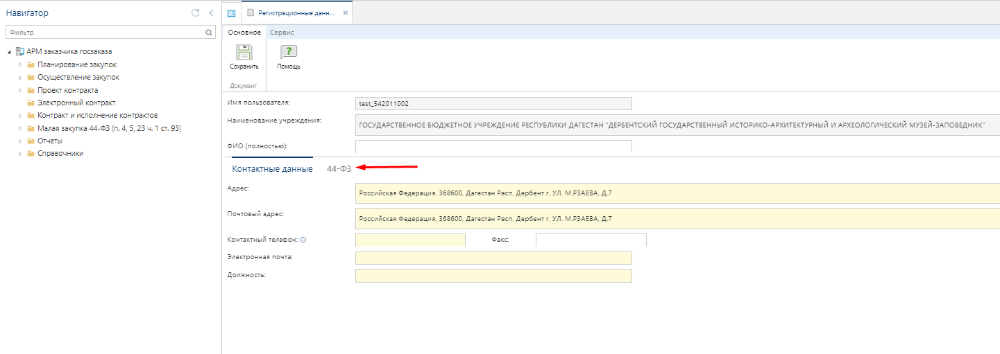 Навигатор
Фильтр
АРМ заказчика госзаказа
Планирование закупок
Осуществление закупок
Проект контракта
Электронный контракт
Контракт и исполнение контрактов
Малая закупка 44-ФЗ (п. 4, 5, 23 ч. 1 ст. 93)
Отчеты
Справочники
Регистрационные данн...
Основное Сервис
Сохранить Помощь
Документ
Имя пользователя: test_542011002
Наименование учреждения: ГОСУДАРСТВЕННОЕ БЮДЖЕТНОЕ УЧРЕЖДЕНИЕ РЕСПУБЛИКИ ДАГЕСТАН "ДЕРБЕНТСКИЙ ГОСУДАРСТВЕННЫЙ ИСТОРИКО-АРХИТЕКТУРНЫЙ И АРХЕОЛОГИЧЕСКИЙ МУЗЕЙ-ЗАПОВЕДНИК"
ФИО (полностью):
Контактные данные 44-ФЗ
Адрес: Российская Федерация, 368600, Дагестан Респ, Дербент г, УЛ. М.РЗАЕВА, Д.7
Почтовый адрес: Российская Федерация, 368600, Дагестан Респ, Дербент г, УЛ. М.РЗАЕВА, Д.7
Контактный телефон: Факс:
Электронная почта:
Должность: